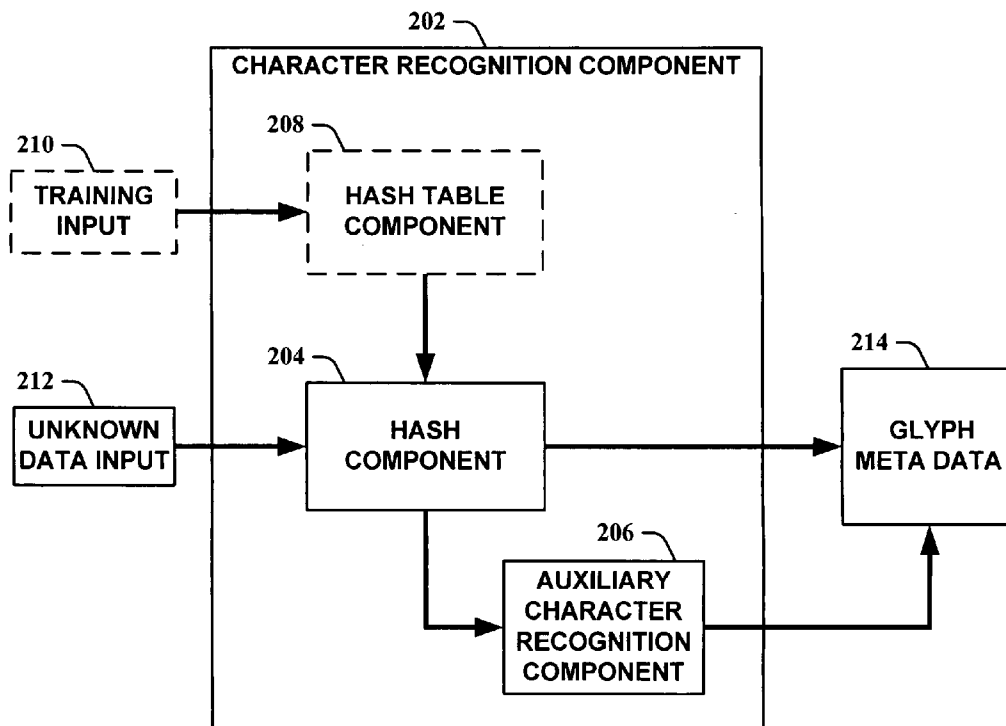 202
CHARACTER RECOGNITION COMPONENT
210
TRAINING
INPUT
208
HASH TABLE
COMPONENT
212
UNKNOWN
DATA INPUT
204
HASH
COMPONENT
214
GLYPH
META DATA
206
AUXILIARY
CHARACTER
RECOGNITION
COMPONENT